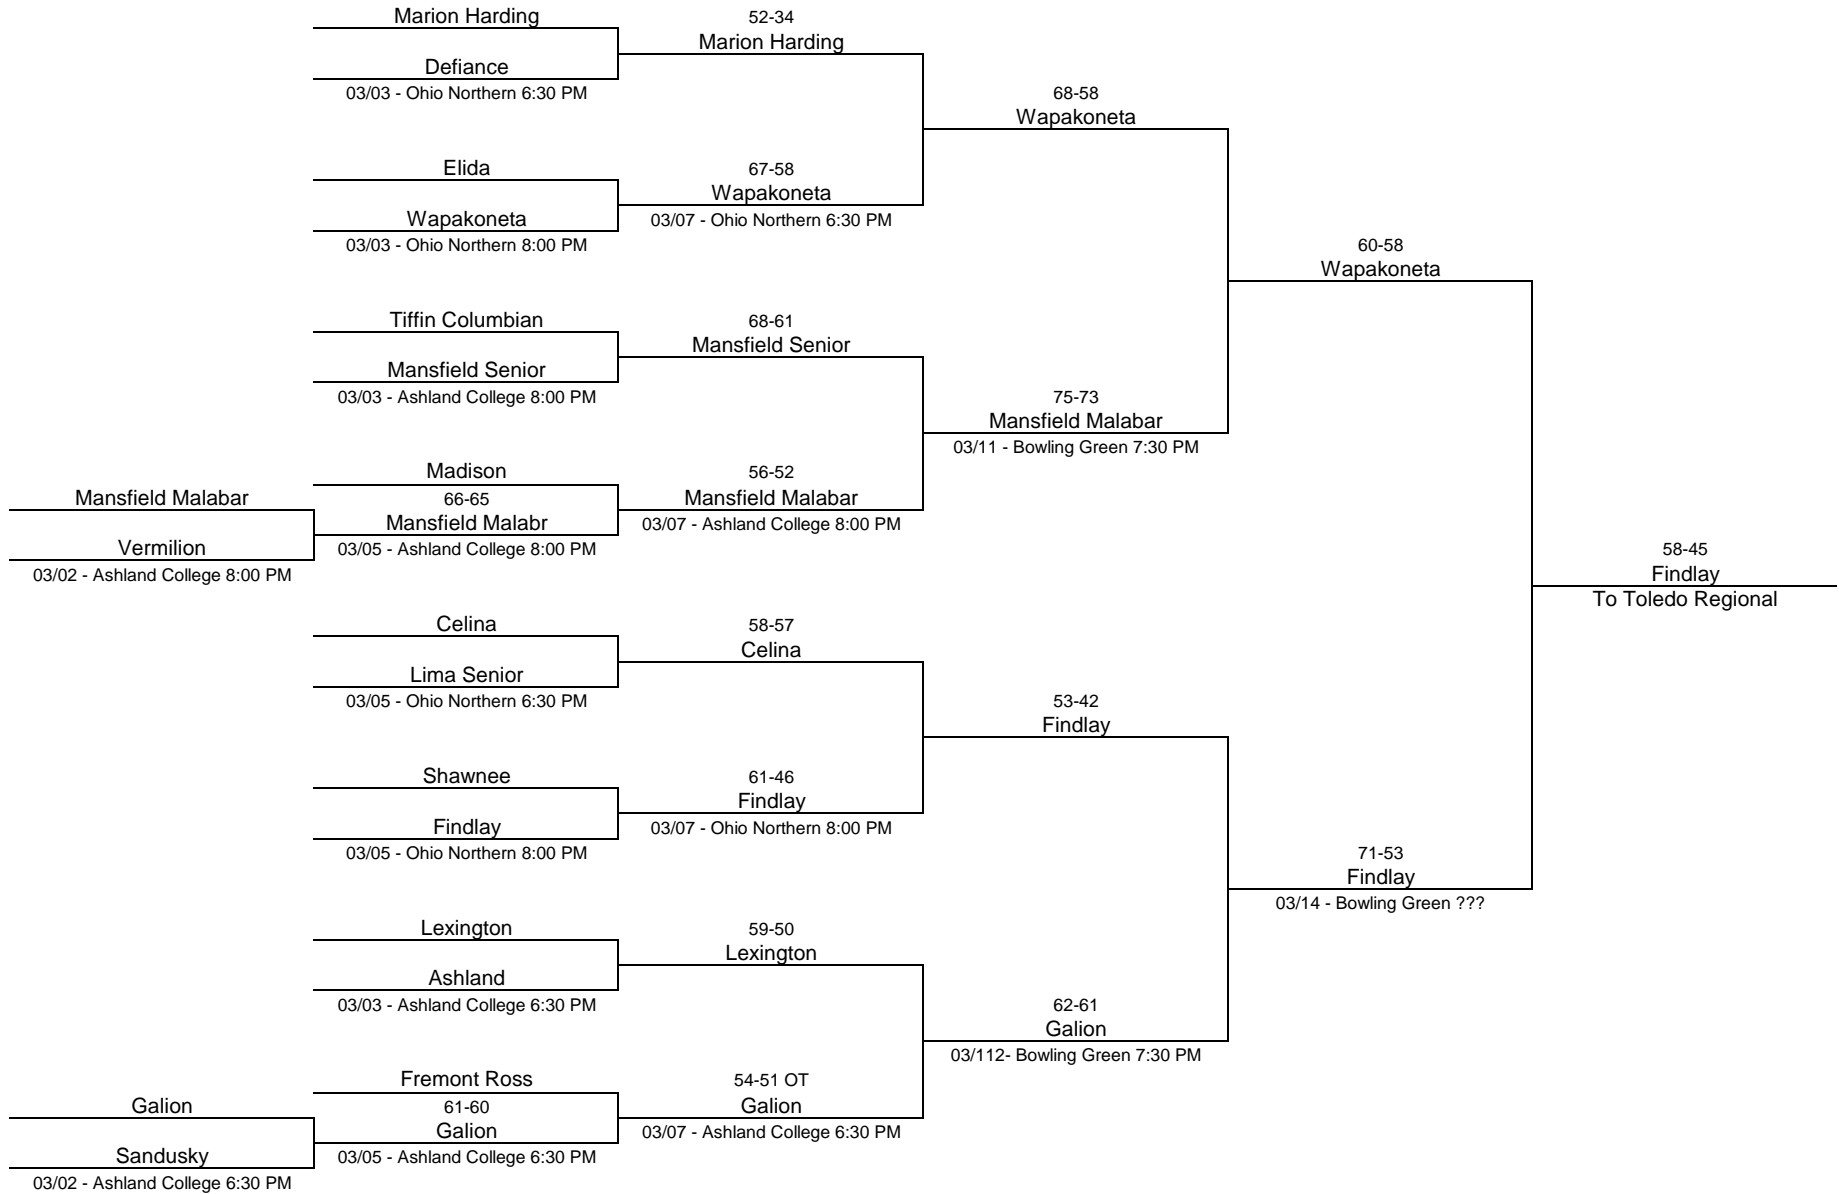 Marion Harding
52-34
Marion Harding
Defiance
03/03 - Ohio Northern 6:30 PM
68-58
Wapakoneta
Elida
67-58
Wapakoneta
Wapakoneta
03/07 - Ohio Northern 6:30 PM
03/03 - Ohio Northern 8:00 PM
60-58
Wapakoneta
Tiffin Columbian
68-61
Mansfield Senior
Mansfield Senior
03/03 - Ashland College 8:00 PM
75-73
Mansfield Malabar
03/11 - Bowling Green 7:30 PM
Madison
56-52
Mansfield Malabar
66-65
Mansfield Malabar
Mansfield Malabr
03/07 - Ashland College 8:00 PM
Vermilion
03/05 - Ashland College 8:00 PM
03/02 - Ashland College 8:00 PM
58-45
Findlay
To Toledo Regional
Celina
58-57
Celina
Lima Senior
03/05 - Ohio Northern 6:30 PM
53-42
Findlay
Shawnee
61-46
Findlay
Findlay
03/07 - Ohio Northern 8:00 PM
03/05 - Ohio Northern 8:00 PM
71-53
Findlay
03/14 - Bowling Green ???
Lexington
59-50
Lexington
Ashland
03/03 - Ashland College 6:30 PM
62-61
Galion
03/112- Bowling Green 7:30 PM
Fremont Ross
54-51 OT
Galion
61-60
Galion
Galion
03/07 - Ashland College 6:30 PM
Sandusky
03/05 - Ashland College 6:30 PM
03/02 - Ashland College 6:30 PM